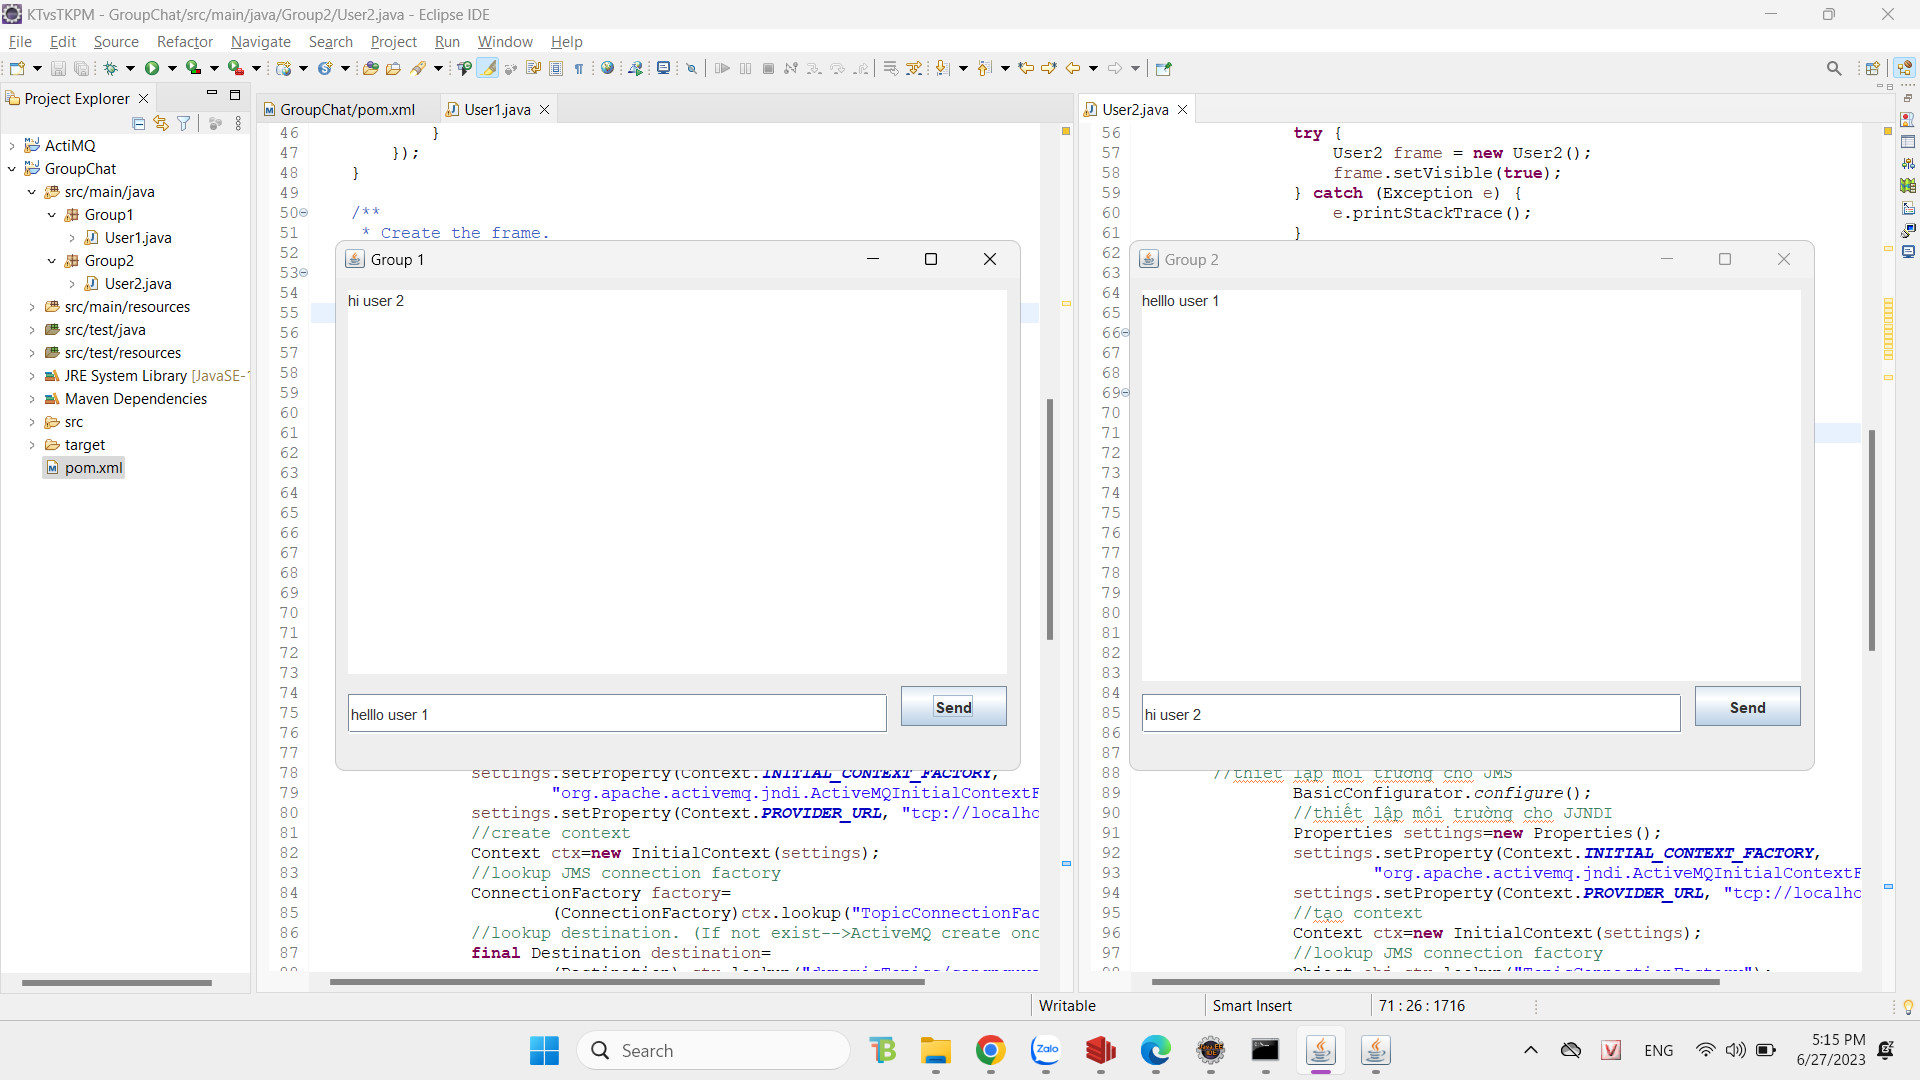 KTvsTKPM - GroupChat/src/main/java/Group2/User2.java - Eclipse IDE
File Edit Source Refactor Navigate Search Project Run Window Help
Project Explorer
ActiMQ
GroupChat
src/main/java
Group1
User1.java
Group2
User2.java
src/main/resources
src/test/java
src/test/resources
JRE System Library [JavaSE-
Maven Dependencies
src
target
pom.xml
GroupChat/pom.xml
User1.java
46 }
47 });
48 }
49
50 /**
51 * Create the frame.
52
53
54
55
56
57
58
59
60
61
62
63
64
65
66
67
68
69
70
71
72
73
74
75
76
77
78 settings.setProperty(Context.INITIAL_CONTEXT_FACTORY,
79 "org.apache.activemq.jndi.ActiveMQInitialContextF
80 settings.setProperty(Context.PROVIDER_URL, "tcp://localho
81 //create context
82 Context ctx=new InitialContext(settings);
83 //lookup JMS connection factory
84 ConnectionFactory factory=
85 (ConnectionFactory)ctx.lookup("TopicConnectionFac
86 //lookup destination. (If not exist-->ActiveMQ create onc
87 final Destination destination=
Group 1
hi user 2
helllo user 1
Send
User2.java
56 try {
57 User2 frame = new User2();
58 frame.setVisible(true);
59 } catch (Exception e) {
60 e.printStackTrace();
61 }
62
63
64
65
66
67
68
69
70
71
72
73
74
75
76
77
78
79
80
81
82
83
84
85
86
87
88 //thiết lập môi trường cho JMS
89 BasicConfigurator.configure();
90 //thiết lập môi trường cho JJNDI
91 Properties settings=new Properties();
92 settings.setProperty(Context.INITIAL_CONTEXT_FACTORY,
93 "org.apache.activemq.jndi.ActiveMQInitialContextF
94 settings.setProperty(Context.PROVIDER_URL, "tcp://localho
95 //tạo context
96 Context ctx=new InitialContext(settings);
97 //lookup JMS connection factory
Group 2
helllo user 1
hi user 2
Send
Writable
Smart Insert
71 : 26 : 1716
Search
Zalo
ENG
5:15 PM
6/27/2023